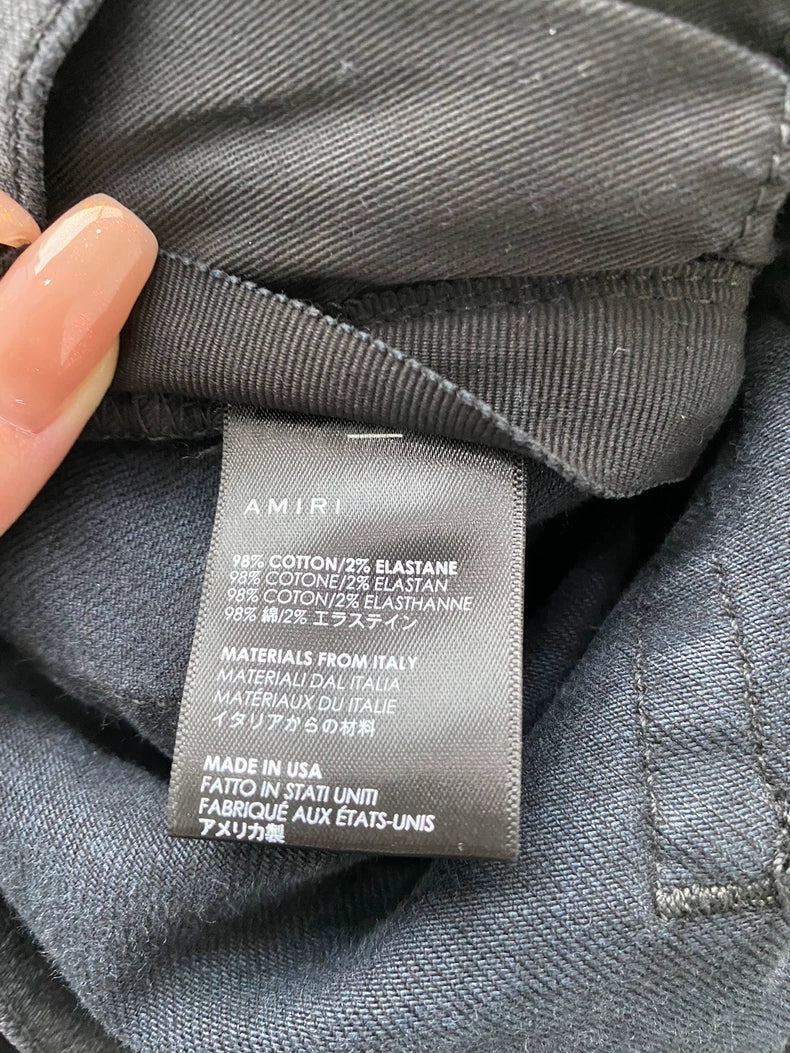 AMIRI
98% COTTON/2% ELASTANE
98% COTONE/2% ELASTAN
98% COTON/2% ELASTHANNE
98% 綿/2% エラステイン
MATERIALS FROM ITALY
MATERIALI DAL ITALIA
MATÉRIAUX DU ITALIE
イタリアからの材料
MADE IN USA
FATTO IN STATI UNITI
FABRIQUÉ AUX ÉTATS-UNIS
アメリカ製